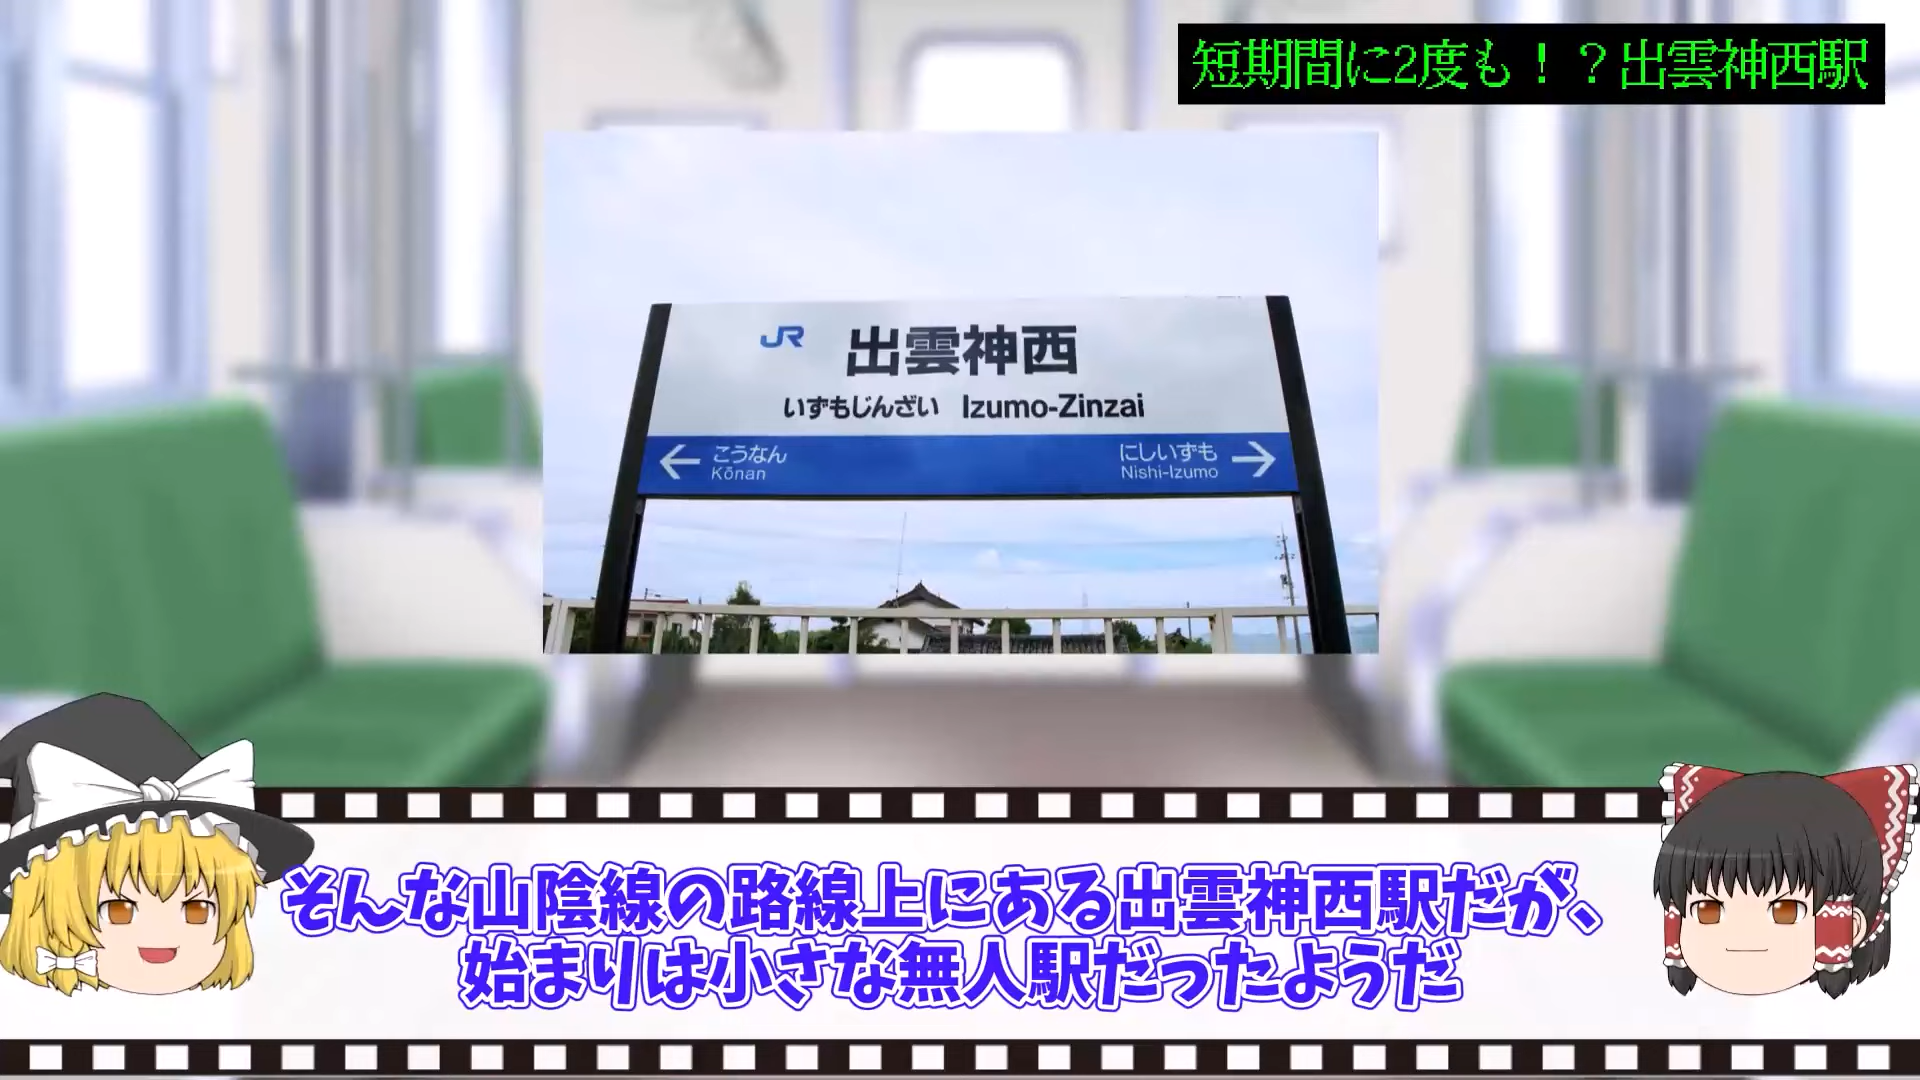 短期間に2度も！？出雲神西駅
JR 出雲神西
いずもじんざい Izumo-Zinzai
← こうなん にしいずも →
Kōnan Nishi-Izumo
そんな山陰線の路線上にある出雲神西駅だが、
始まりは小さな無人駅だったようだ